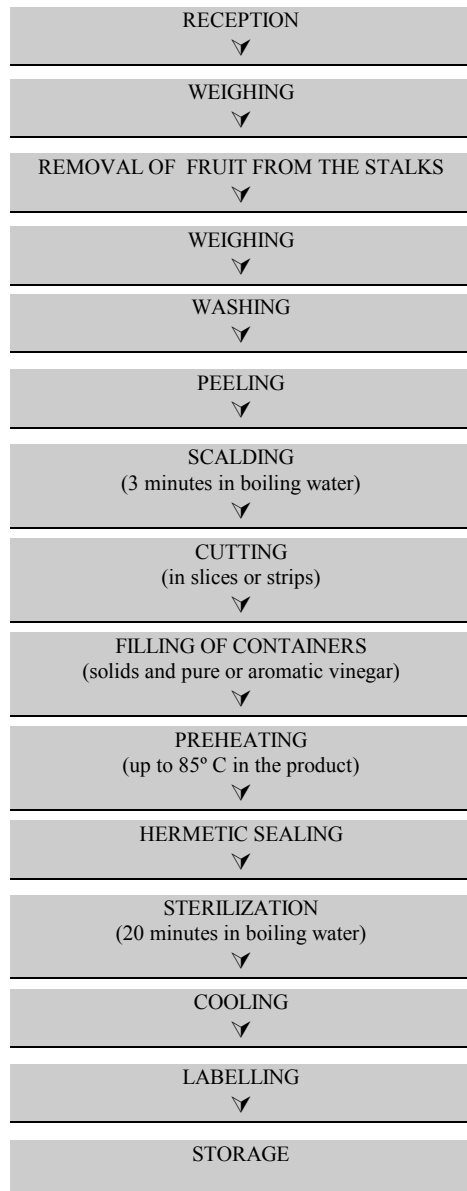 RECEPTION
WEIGHING
REMOVAL OF FRUIT FROM THE STALKS
WEIGHING
WASHING
PEELING
SCALDING
(3 minutes in boiling water)
CUTTING
(in slices or strips)
FILLING OF CONTAINERS
(solids and pure or aromatic vinegar)
PREHEATING
(up to 85º C in the product)
HERMETIC SEALING
STERILIZATION
(20 minutes in boiling water)
COOLING
LABELLING
STORAGE